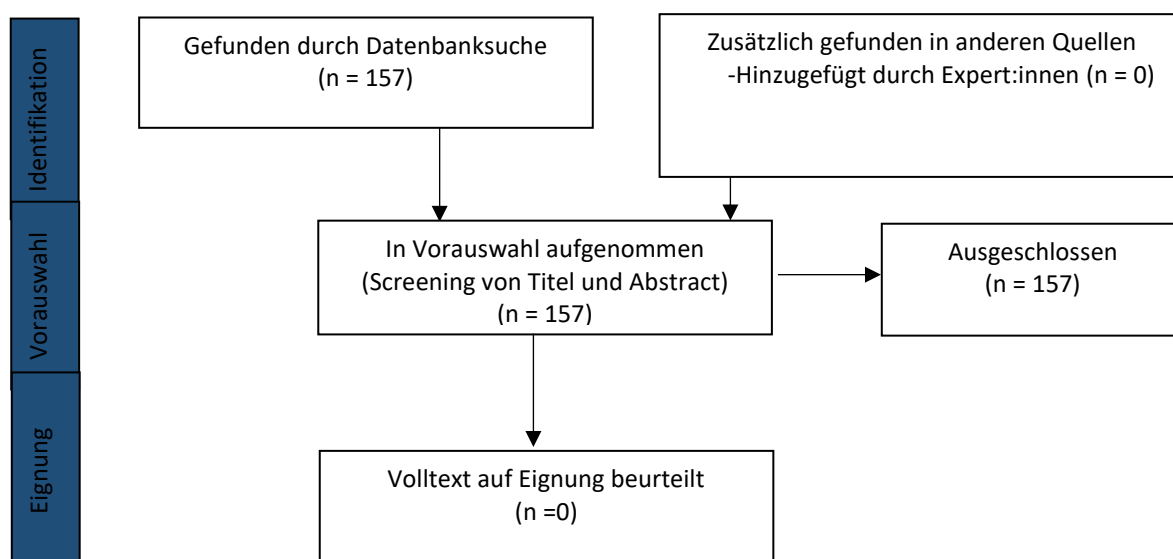 Identifikation
Gefunden durch Datenbanksuche
(n = 157)
Zusätzlich gefunden in anderen Quellen
-Hinzugefügt durch Expert:innen (n = 0)
Vorauswahl
In Vorauswahl aufgenommen
(Screening von Titel und Abstract)
(n = 157)
Ausgeschlossen
(n = 157)
Eignung
Volltext auf Eignung beurteilt
(n =0)